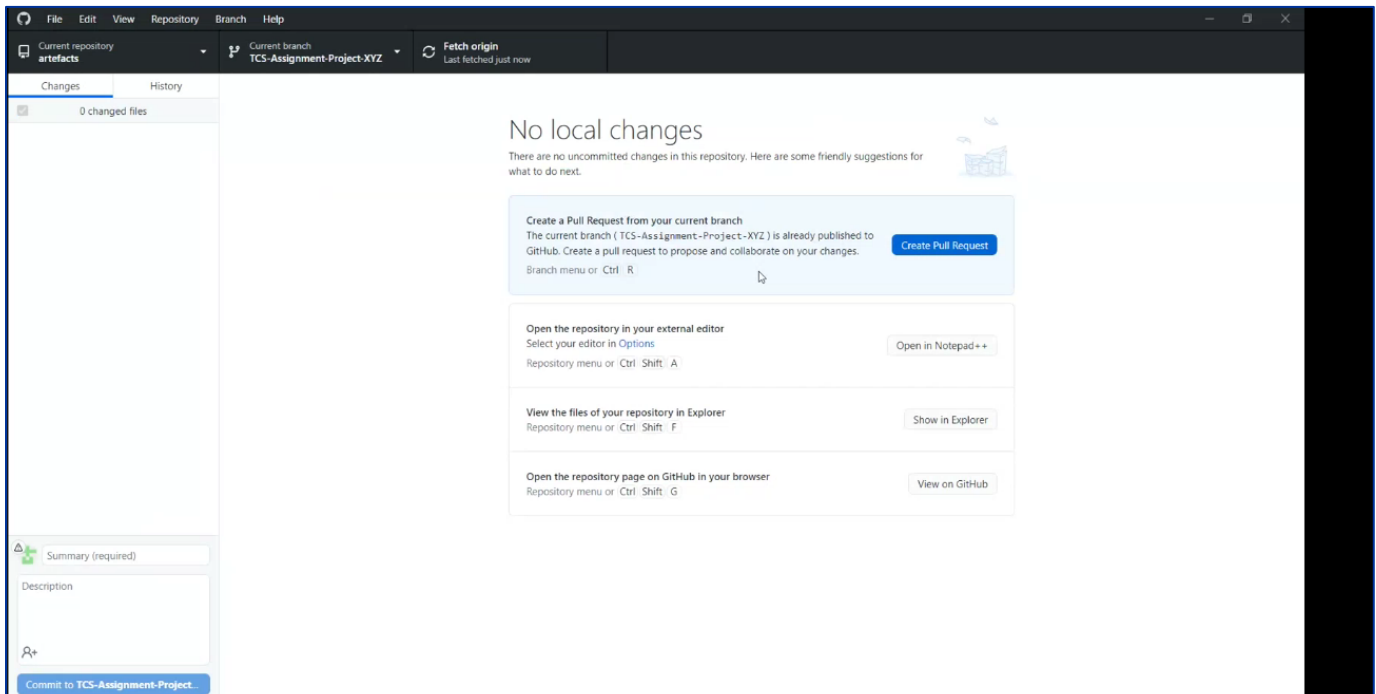 File Edit View Repository Branch Help
Current repository
artefacts
Current branch
TCS-Assignment-Project-XYZ
Fetch origin
Last fetched just now
Changes History
0 changed files
No local changes
There are no uncommitted changes in this repository. Here are some friendly suggestions for
what to do next.
Create a Pull Request from your current branch
The current branch ( TCS-Assignment-Project-XYZ ) is already published to
GitHub. Create a pull request to propose and collaborate on your changes.
Branch menu or Ctrl R
Create Pull Request
Open the repository in your external editor
Select your editor in Options
Repository menu or Ctrl Shift A
Open in Notepad++
View the files of your repository in Explorer
Repository menu or Ctrl Shift F
Show in Explorer
Open the repository page on GitHub in your browser
Repository menu or Ctrl Shift G
View on GitHub
Summary (required)
Description
Commit to TCS-Assignment-Project...